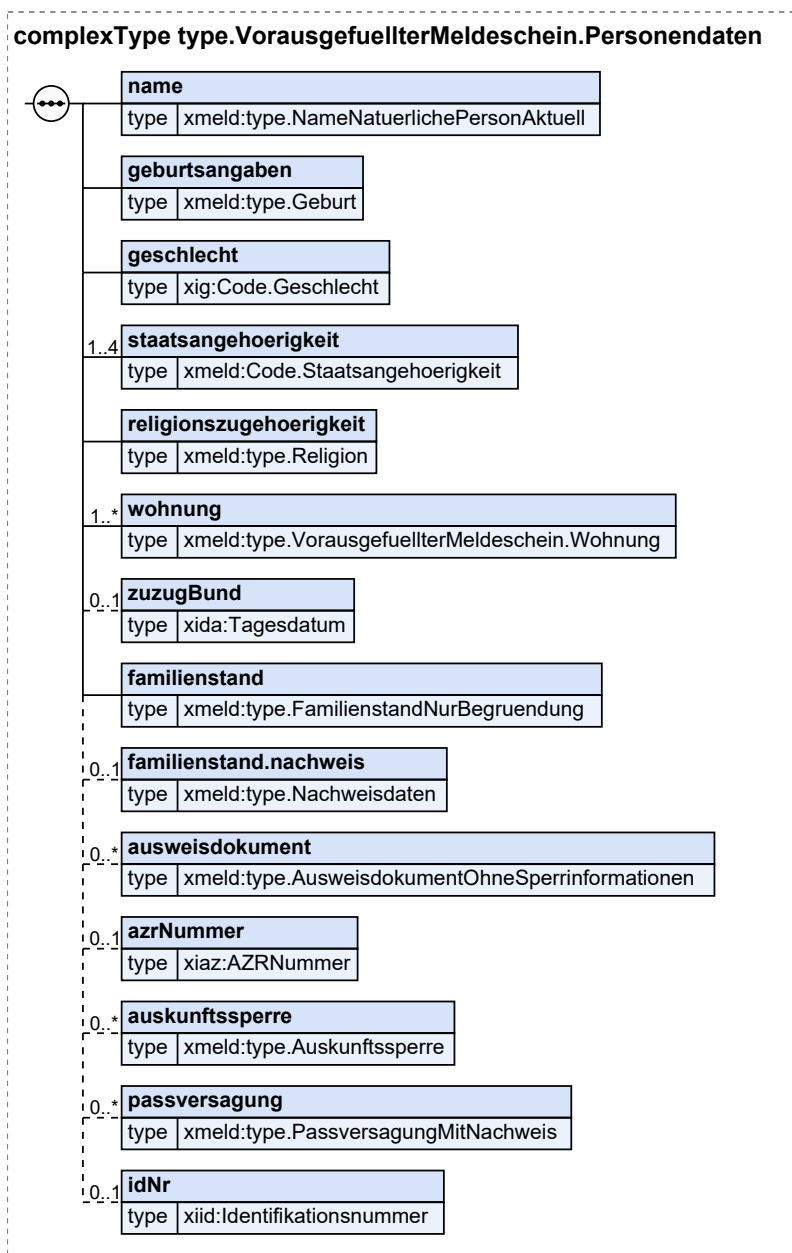 complexType type.VorausgefuellterMeldeschein.Personendaten
name
type xmeld:type.NameNatuerlichePersonAktuell
geburtsangaben
type xmeld:type.Geburt
geschlecht
type xig:Code.Geschlecht
1..4 staatsangehoerigkeit
type xmeld:Code.Staatsangehoerigkeit
religionszugehoerigkeit
type xmeld:type.Religion
1..* wohnung
type xmeld:type.VorausgefuellterMeldeschein.Wohnung
0..1 zuzugBund
type xida:Tagesdatum
familienstand
type xmeld:type.FamilienstandNurBegruendung
0..1 familienstand.nachweis
type xmeld:type.Nachweisdaten
0..* ausweisdokument
type xmeld:type.AusweisdokumentOhneSperrinformationen
0..1 azrNummer
type xiaz:AZRNummer
0..* auskunftssperre
type xmeld:type.Auskunftssperre
0..* passversagung
type xmeld:type.PassversagungMitNachweis
0..1 idNr
type xiid:Identifikationsnummer